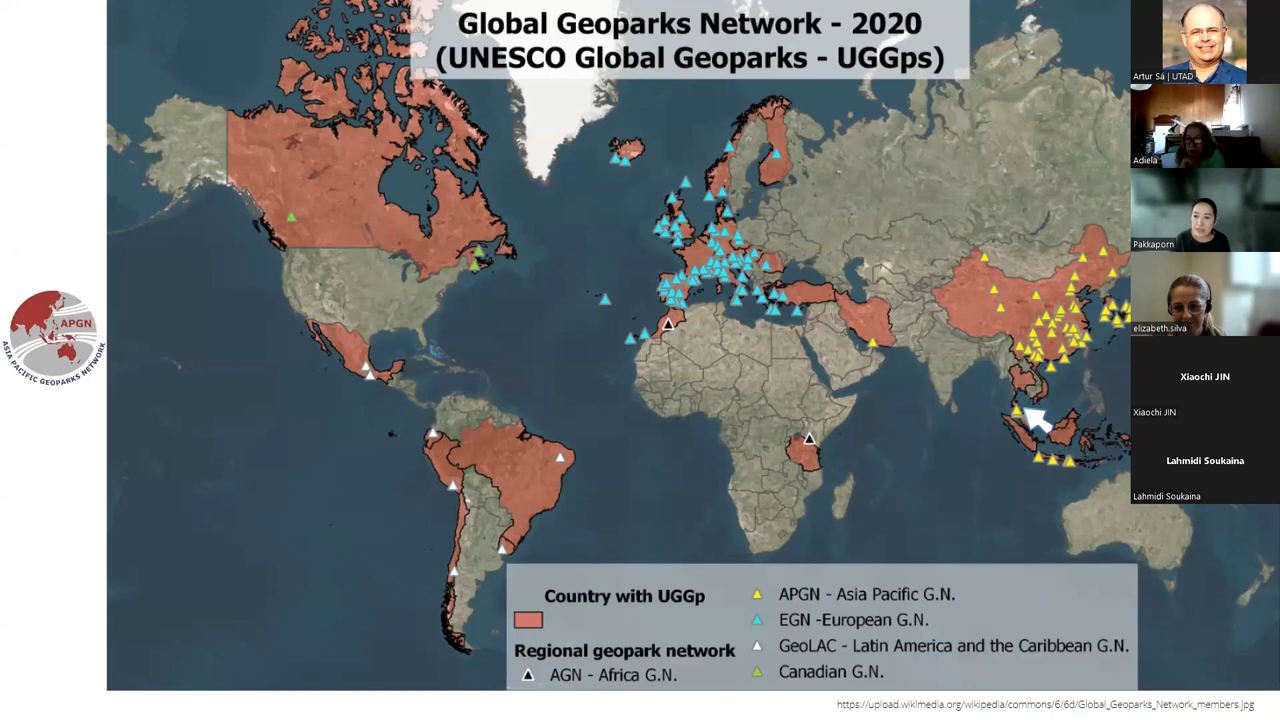 Global Geoparks Network - 2020
(UNESCO Global Geoparks - UGGps)
Artur Sá | UTAD
Adiela
Pakkaporn
elizabeth.silva
Xiaochi JIN
Xiaochi JIN
Lahmidi Soukaina
Lahmidi Soukaina
APGN
ASIA PACIFIC GEOPARKS NETWORK
Country with UGGp
Regional geopark network
AGN - Africa G.N.
APGN - Asia Pacific G.N.
EGN -European G.N.
GeoLAC - Latin America and the Caribbean G.N.
Canadian G.N.
https://upload.wikimedia.org/wikipedia/commons/6/6d/Global_Geoparks_Network_members.jpg